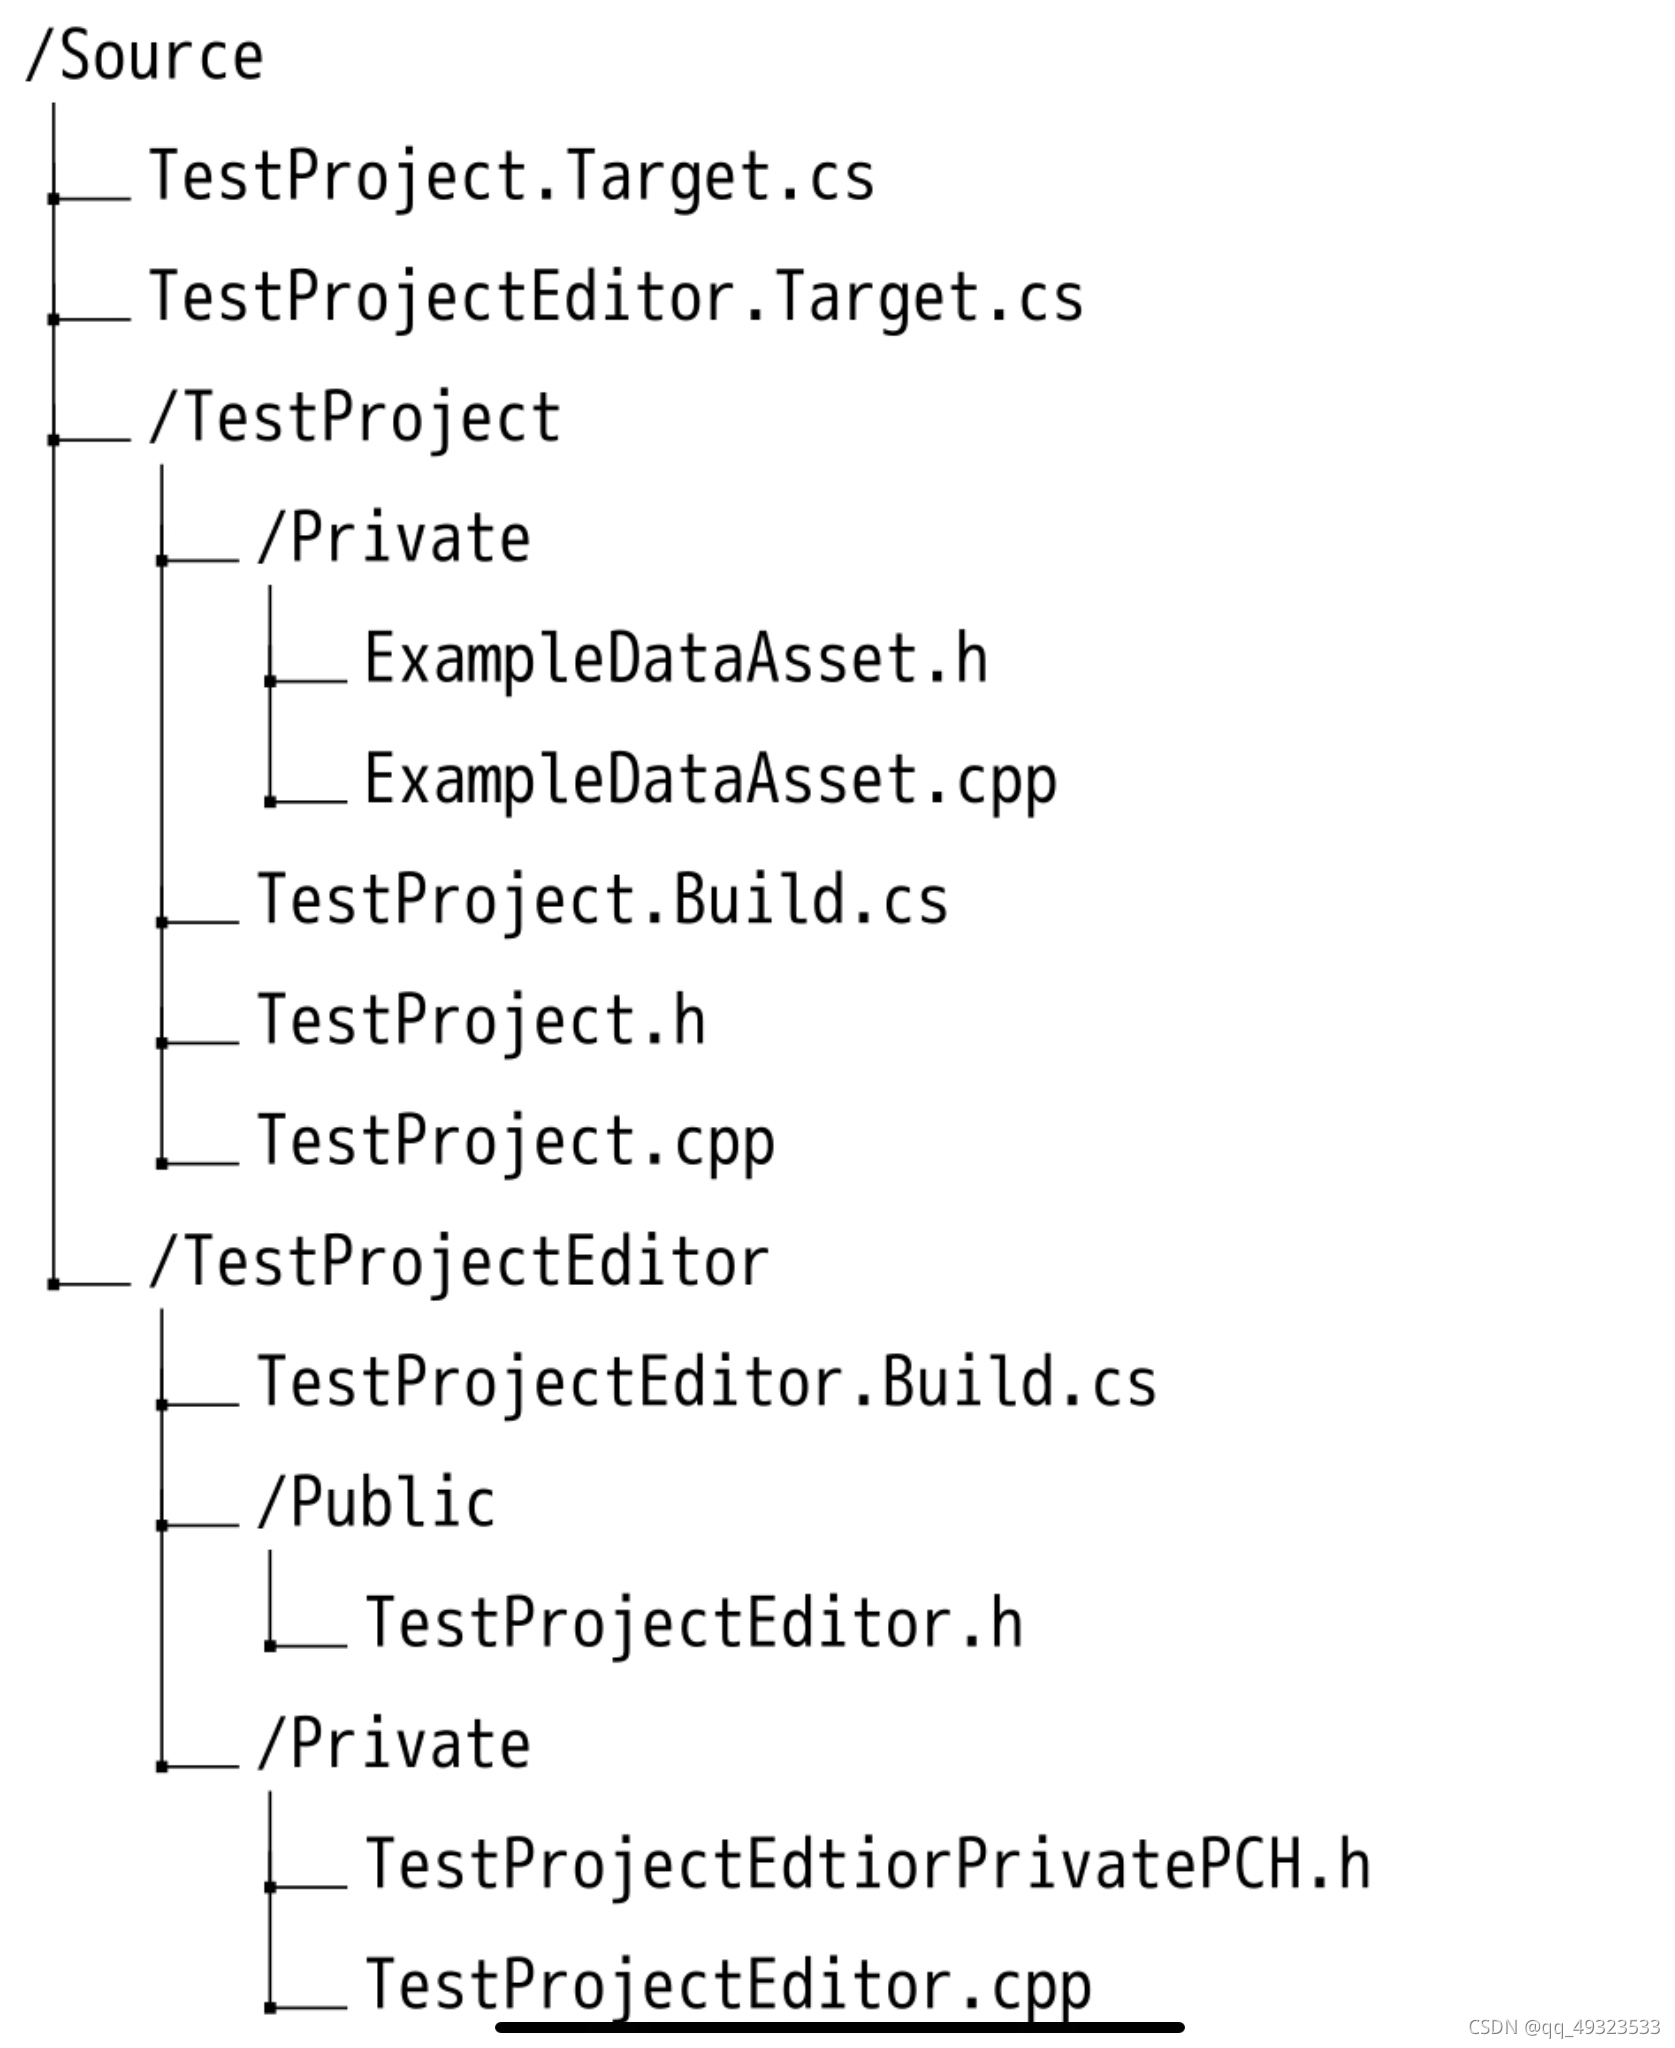 /Source
TestProject.Target.cs
TestProjectEditor.Target.cs
/TestProject
/Private
ExampleDataAsset.h
ExampleDataAsset.cpp
TestProject.Build.cs
TestProject.h
TestProject.cpp
/TestProjectEditor
TestProjectEditor.Build.cs
/Public
TestProjectEditor.h
/Private
TestProjectEdtiorPrivatePCH.h
TestProjectEditor.cpp
CSDN @qq_49323533